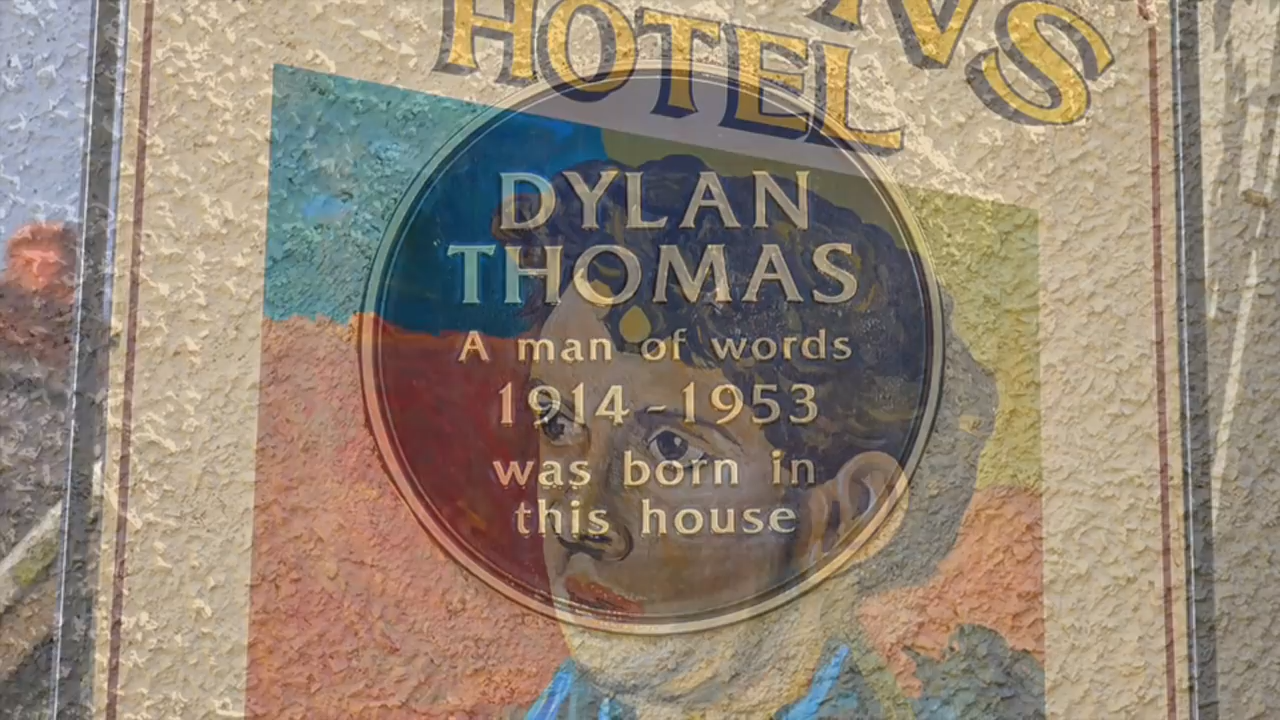 HOTEL
DYLAN
THOMAS
A man of words
1914-1953
was born in
this house